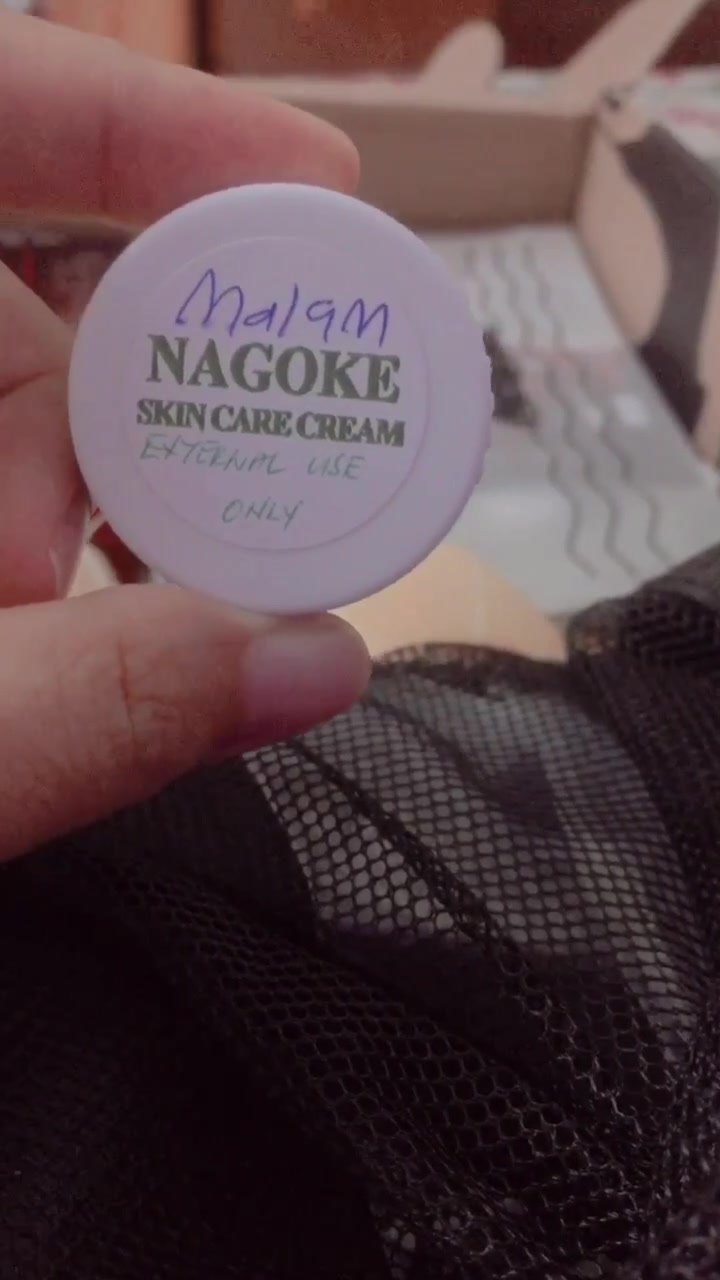 Malam
NAGOKE
SKIN CARE CREAM
EXTERNAL USE
ONLY